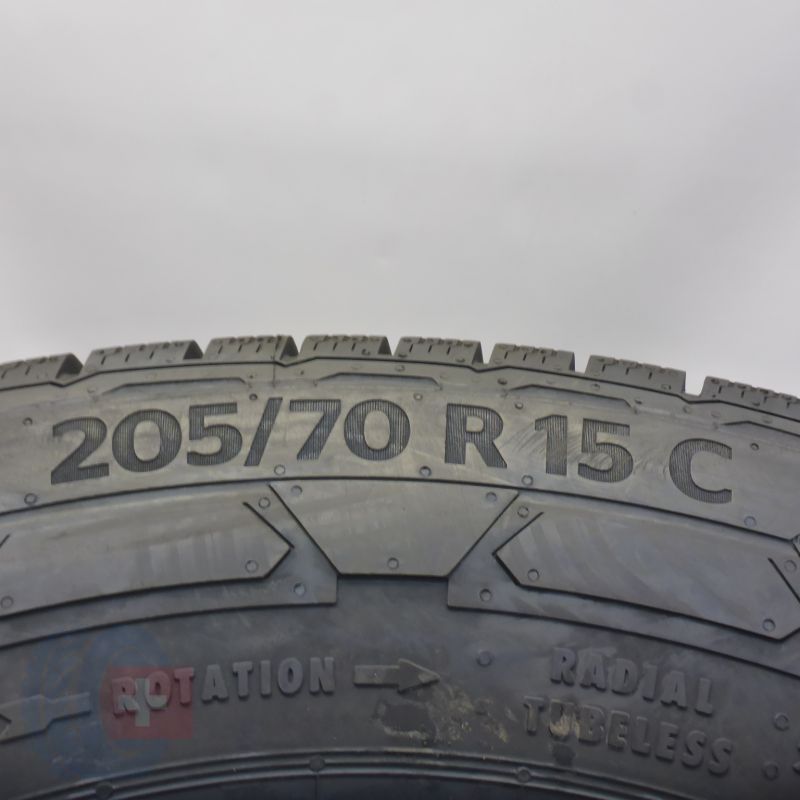 205/70 R 15 C
ROTATION
RADIAL
TUBELESS